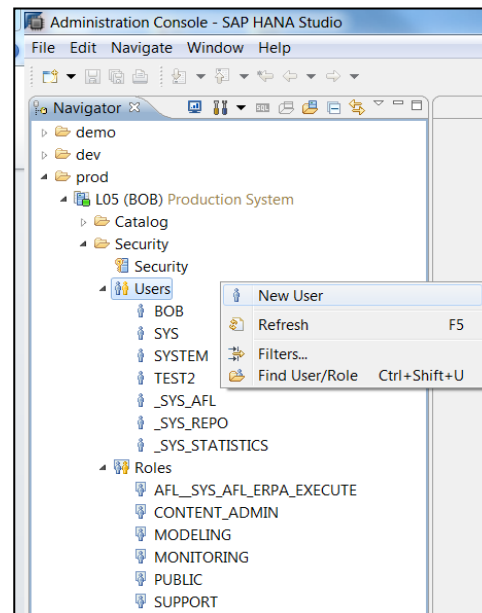 Administration Console - SAP HANA Studio
File Edit Navigate Window Help
Navigator
demo
dev
prod
L05 (BOB) Production System
Catalog
Security
Security
Users
New User
BOB
SYS
Refresh F5
SYSTEM
Filters...
TEST2
Find User/Role Ctrl+Shift+U
_SYS_AFL
_SYS_REPO
_SYS_STATISTICS
Roles
AFL__SYS_AFL_ERPA_EXECUTE
CONTENT_ADMIN
MODELING
MONITORING
PUBLIC
SUPPORT